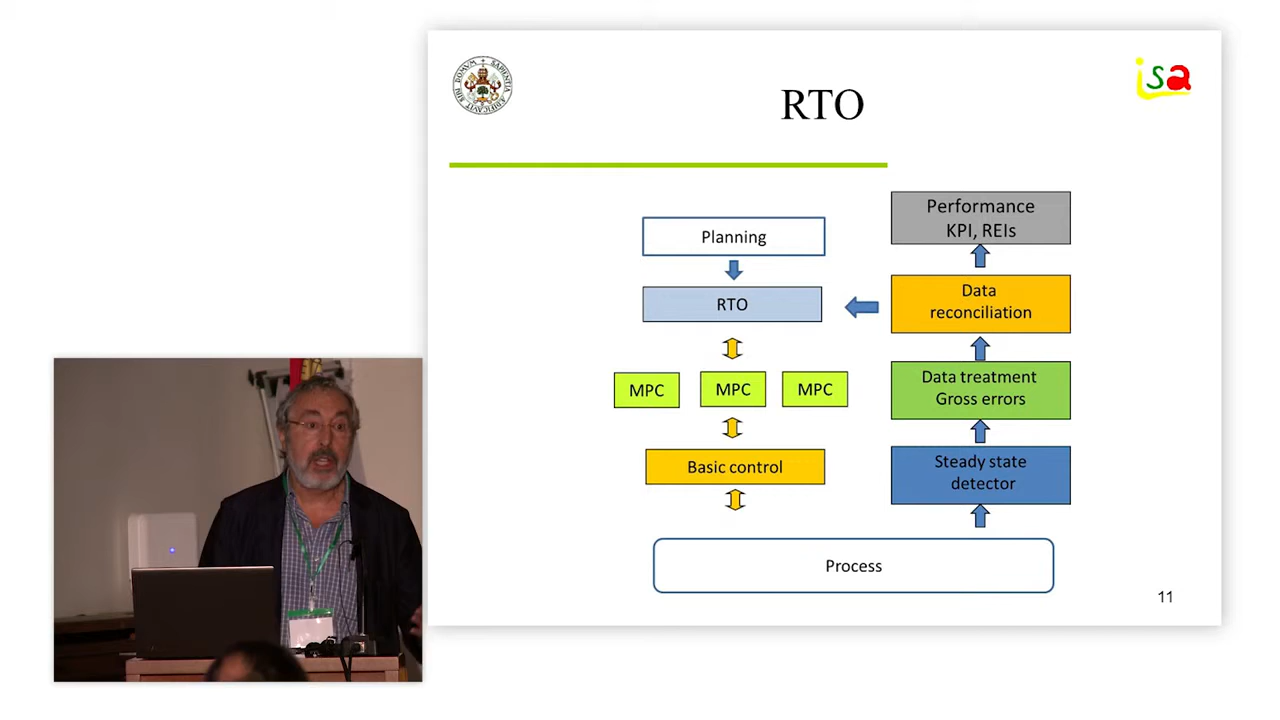 isa
RTO
Planning
RTO
MPC
MPC
MPC
Basic control
Performance
KPI, REIs
Data
reconciliation
Data treatment
Gross errors
Steady state
detector
Process
11